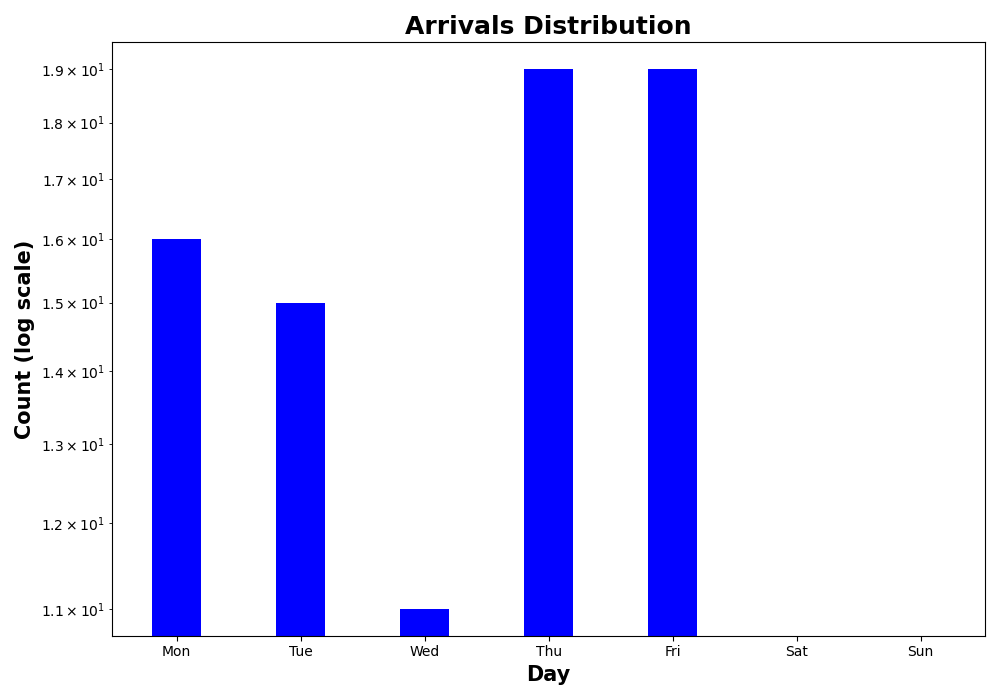 Arrivals Distribution
Count (log scale)
1.9 × 10¹
1.8 × 10¹
1.7 × 10¹
1.6 × 10¹
1.5 × 10¹
1.4 × 10¹
1.3 × 10¹
1.2 × 10¹
1.1 × 10¹
Mon Tue Wed Thu Fri Sat Sun
Day